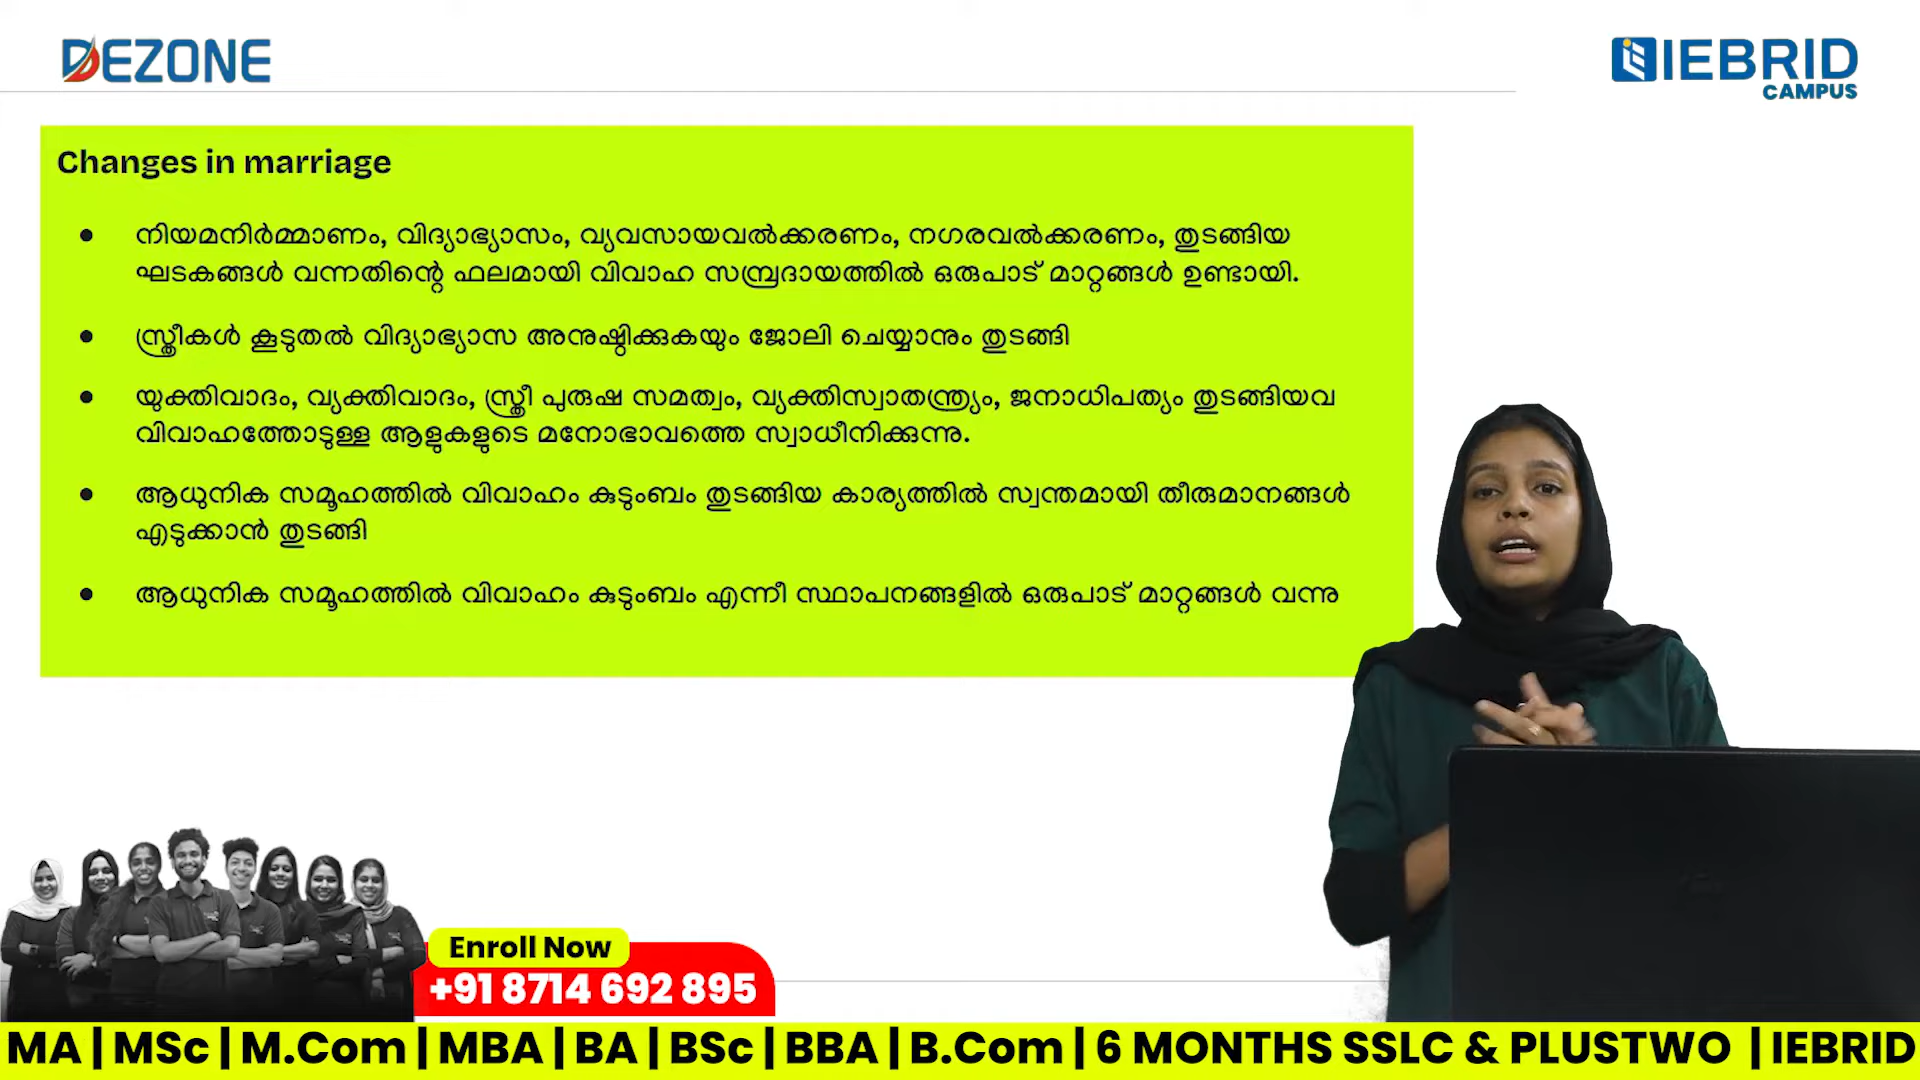 DEZONE
IEBRID
CAMPUS
Changes in marriage
● നിയമനിർമ്മാണം, വിദ്യാഭ്യാസം, വ്യവസായവൽക്കരണം, നഗരവൽക്കരണം, തുടങ്ങിയ
ഘടകങ്ങൾ വന്നതിന്റെ ഫലമായി വിവാഹ സമ്പ്രദായത്തിൽ ഒരുപാട് മാറ്റങ്ങൾ ഉണ്ടായി.
● സ്ത്രീകൾ കൂടുതൽ വിദ്യാഭ്യാസ അനുഷ്ഠിക്കുകയും ജോലി ചെയ്യാനും തുടങ്ങി
● യുക്തിവാദം, വ്യക്തിവാദം, സ്ത്രീ പുരുഷ സമത്വം, വ്യക്തിസ്വാതന്ത്ര്യം, ജനാധിപത്യം തുടങ്ങിയവ
വിവാഹത്തോടുള്ള ആളുകളുടെ മനോഭാവത്തെ സ്വാധീനിക്കുന്നു.
● ആധുനിക സമൂഹത്തിൽ വിവാഹം കുടുംബം തുടങ്ങിയ കാര്യത്തിൽ സ്വന്തമായി തീരുമാനങ്ങൾ
എടുക്കാൻ തുടങ്ങി
● ആധുനിക സമൂഹത്തിൽ വിവാഹം കുടുംബം എന്നീ സ്ഥാപനങ്ങളിൽ ഒരുപാട് മാറ്റങ്ങൾ വന്നു
Enroll Now
+91 8714 692 895
MA | MSc | M.Com | MBA | BA | BSc | BBA | B.Com | 6 MONTHS SSLC & PLUSTWO | IEBRID